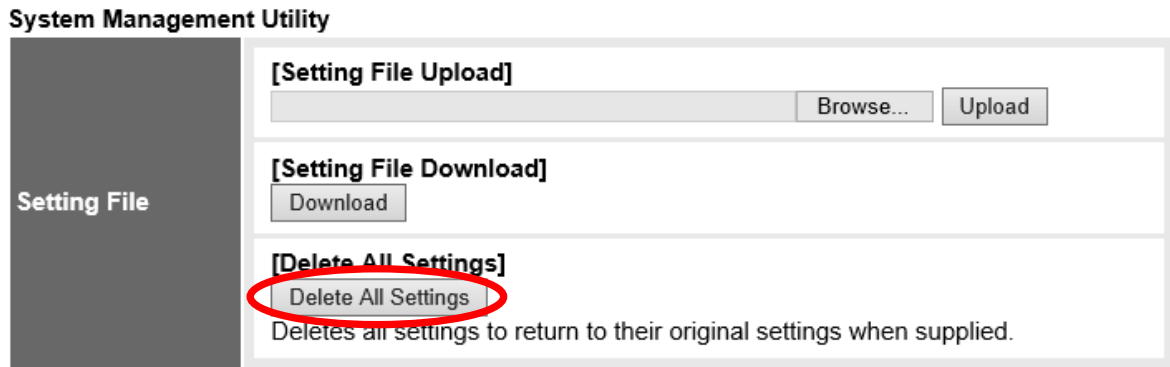 System Management Utility
Setting File
[Setting File Upload]
Browse... Upload
[Setting File Download]
Download
[Delete All Settings]
Delete All Settings
Deletes all settings to return to their original settings when supplied.